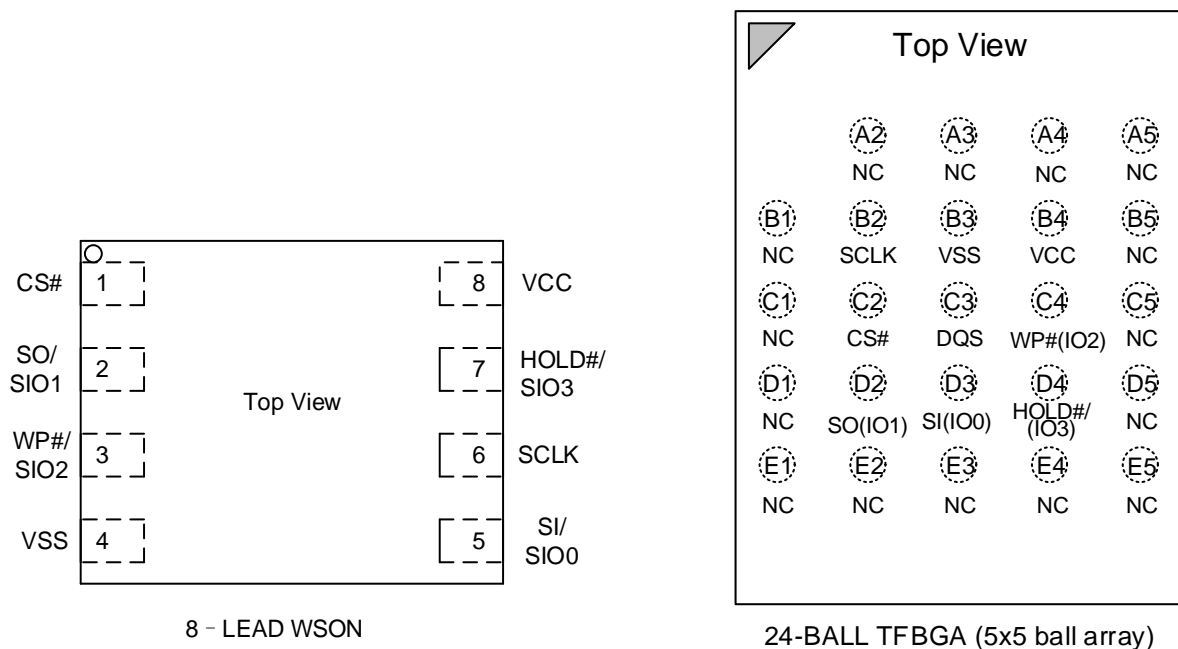 CS#
1
SO/
SIO1
2
WP#/
SIO2
3
VSS
4
Top View
8
VCC
7
HOLD#/
SIO3
6
SCLK
5
SI/
SIO0
8 - LEAD WSON
Top View
A2 A3 A4 A5
NC NC NC NC
B1 B2 B3 B4 B5
NC SCLK VSS VCC NC
C1 C2 C3 C4 C5
NC CS# DQS WP#(IO2) NC
D1 D2 D3 D4 D5
NC SO(IO1) SI(IO0) HOLD#/
(IO3) NC
E1 E2 E3 E4 E5
NC NC NC NC NC
24-BALL TFBGA (5x5 ball array)